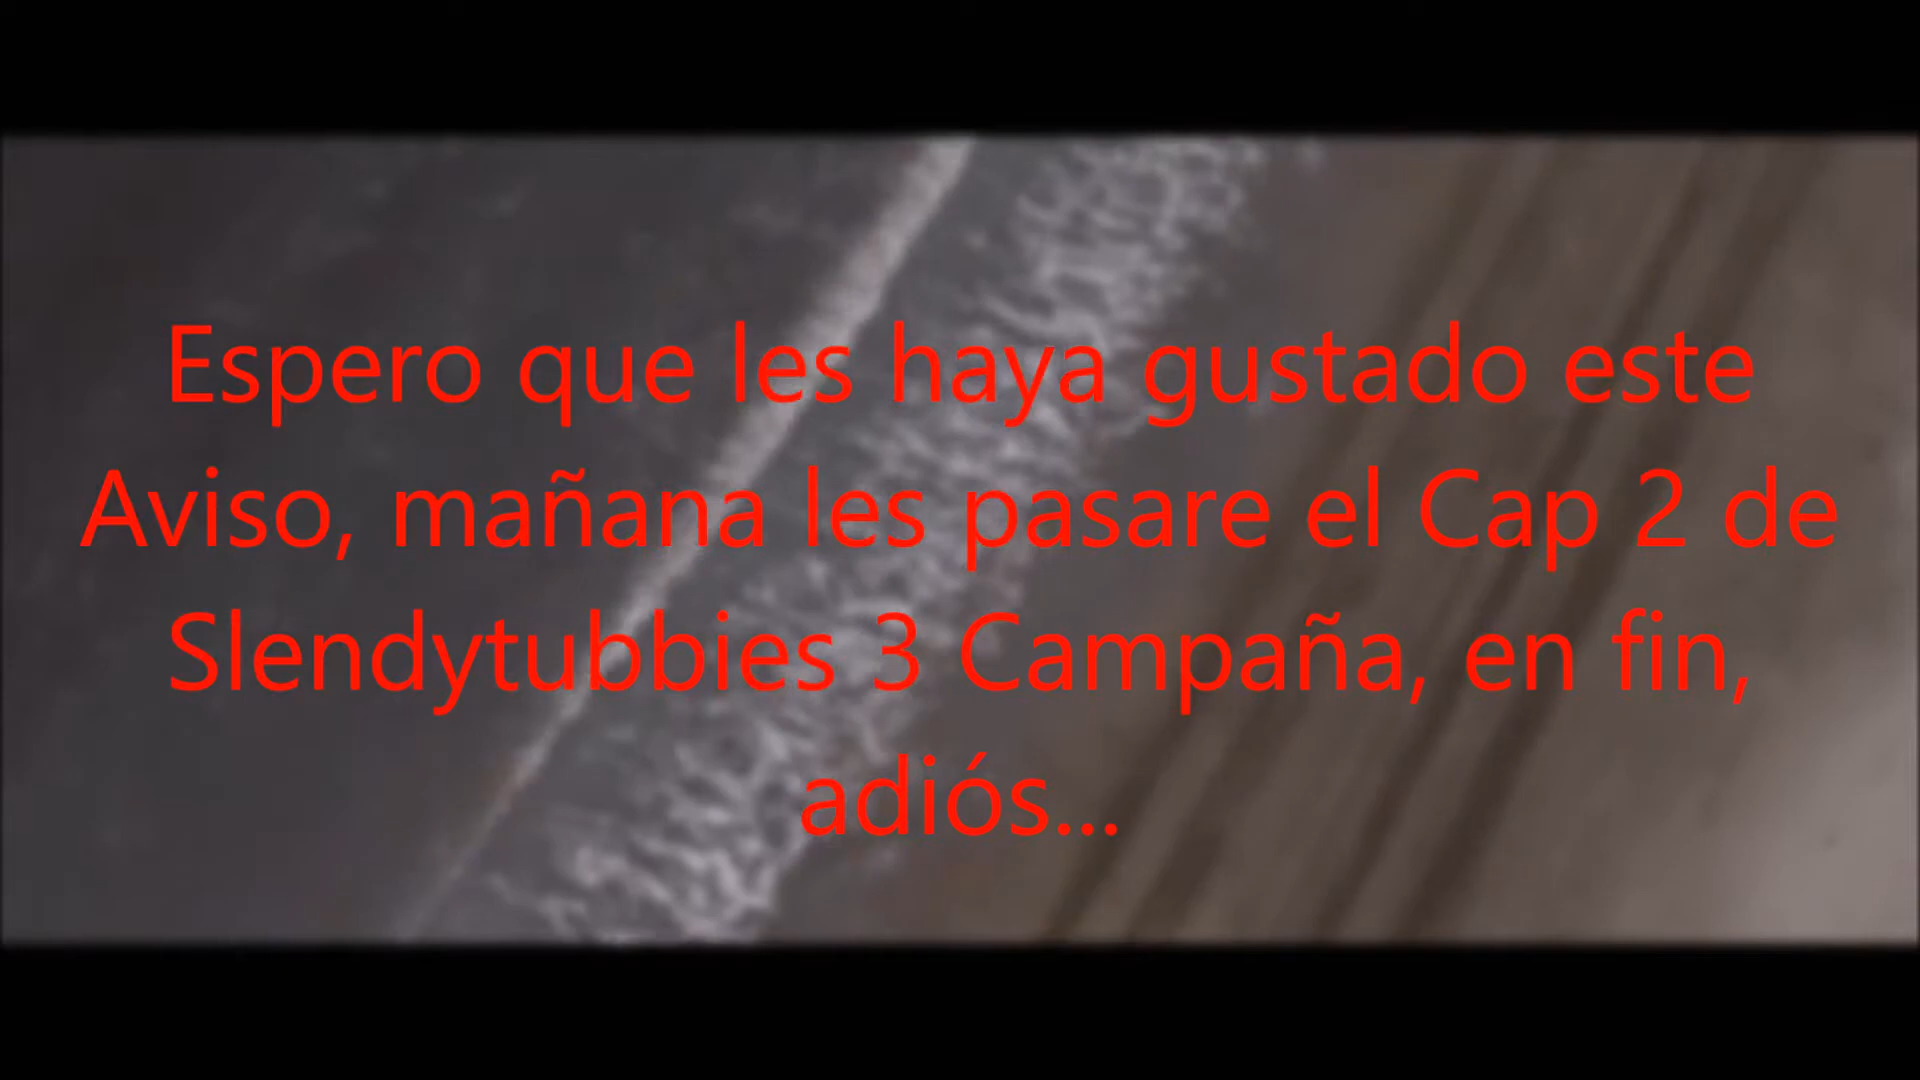 Espero que les haya gustado este
Aviso, mañana les pasare el Cap 2 de
Slendytubbies 3 Campaña, en fin,
adiós...